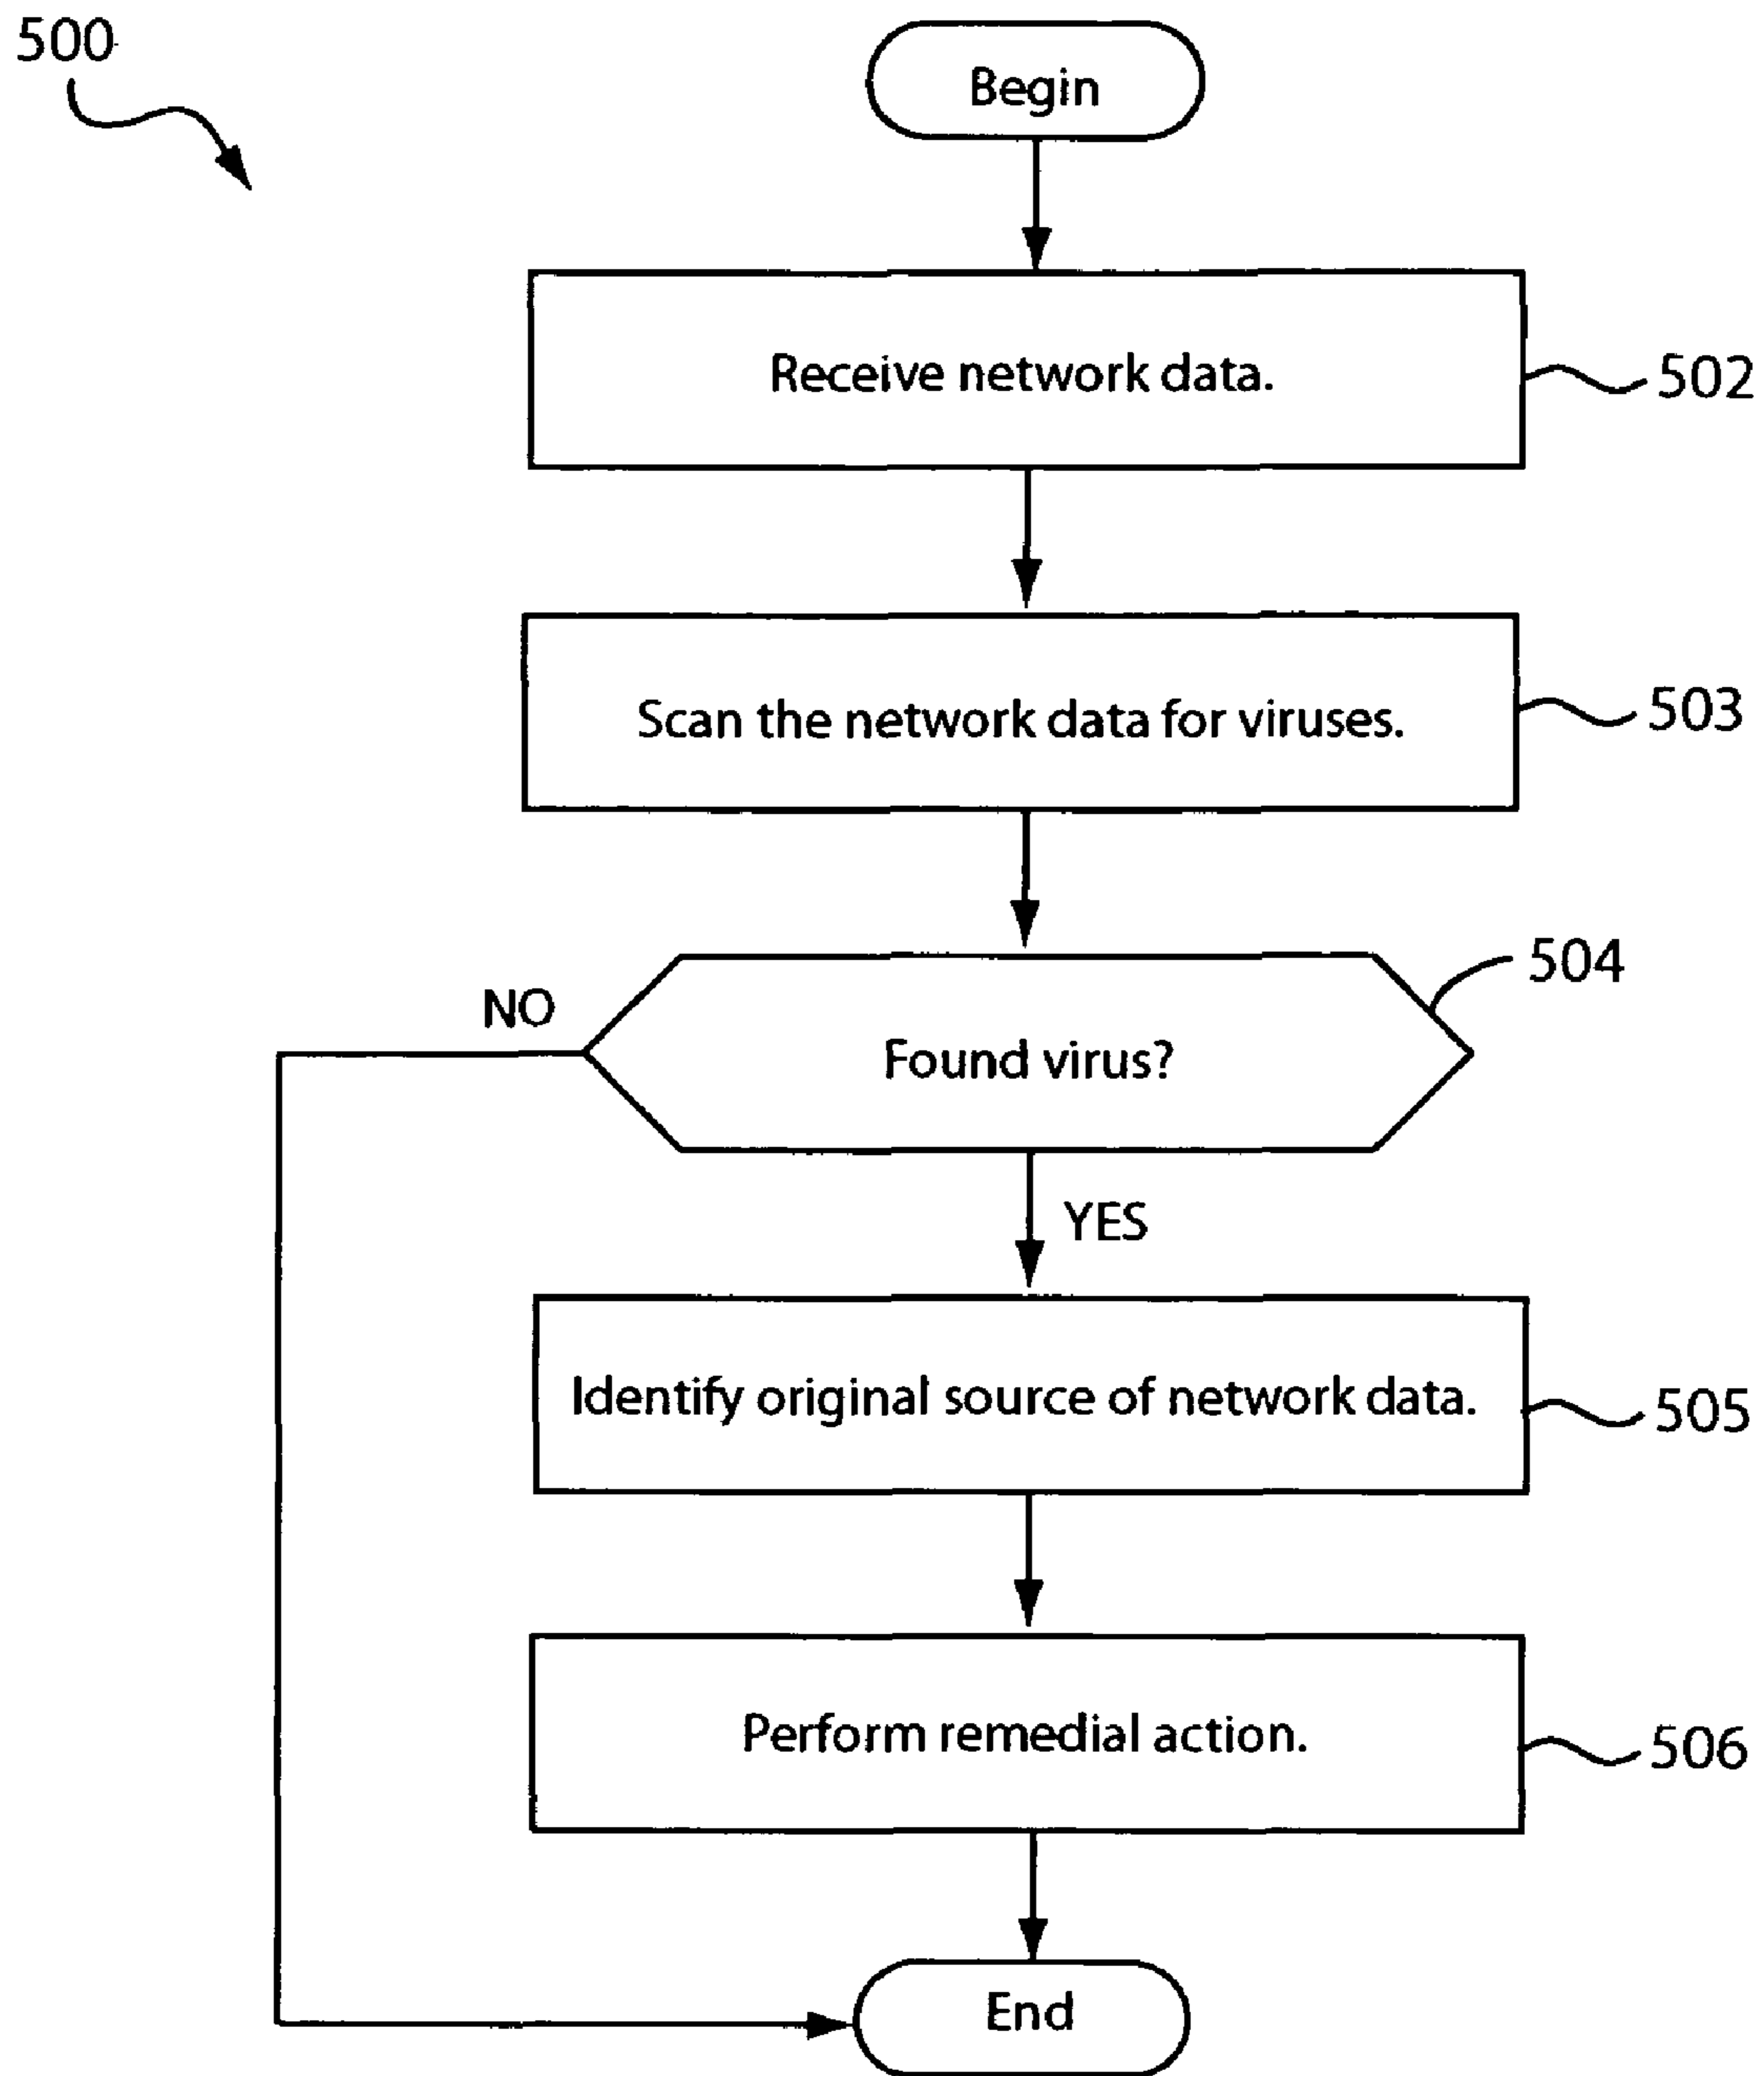 500
Begin
Receive network data.
502
Scan the network data for viruses.
503
504
NO
Found virus?
YES
Identify original source of network data.
505
Perform remedial action.
506
End